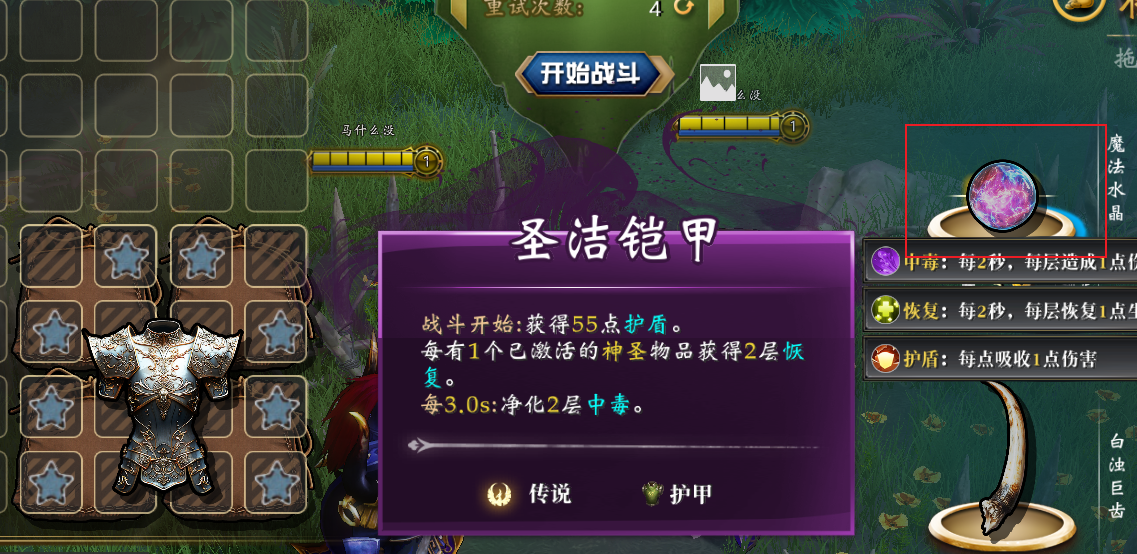 重试次数: 4
开始战斗
么没
1
马什么没
1
魔法水晶
圣洁铠甲
战斗开始:获得55点护盾。
每有1个已激活的神圣物品获得2层恢
复。
每3.0s:净化2层中毒。
传说
护甲
中毒：每2秒，每层造成1点伤
恢复：每2秒，每层恢复1点生
护盾：每点吸收1点伤害
白浊巨齿
拖